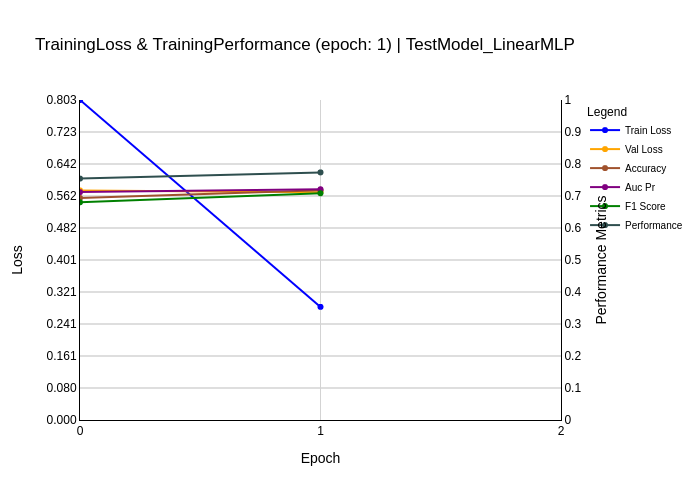 TrainingLoss & TrainingPerformance (epoch: 1) | TestModel_LinearMLP
0.803
0.723
0.642
0.562
0.482
0.401
0.321
0.241
0.161
0.080
0.000
Loss
0
1
2
Epoch
1
0.9
0.8
0.7
0.6
0.5
0.4
0.3
0.2
0.1
0
Performance Metrics
Legend
Train Loss
Val Loss
Accuracy
Auc Pr
F1 Score
Performance